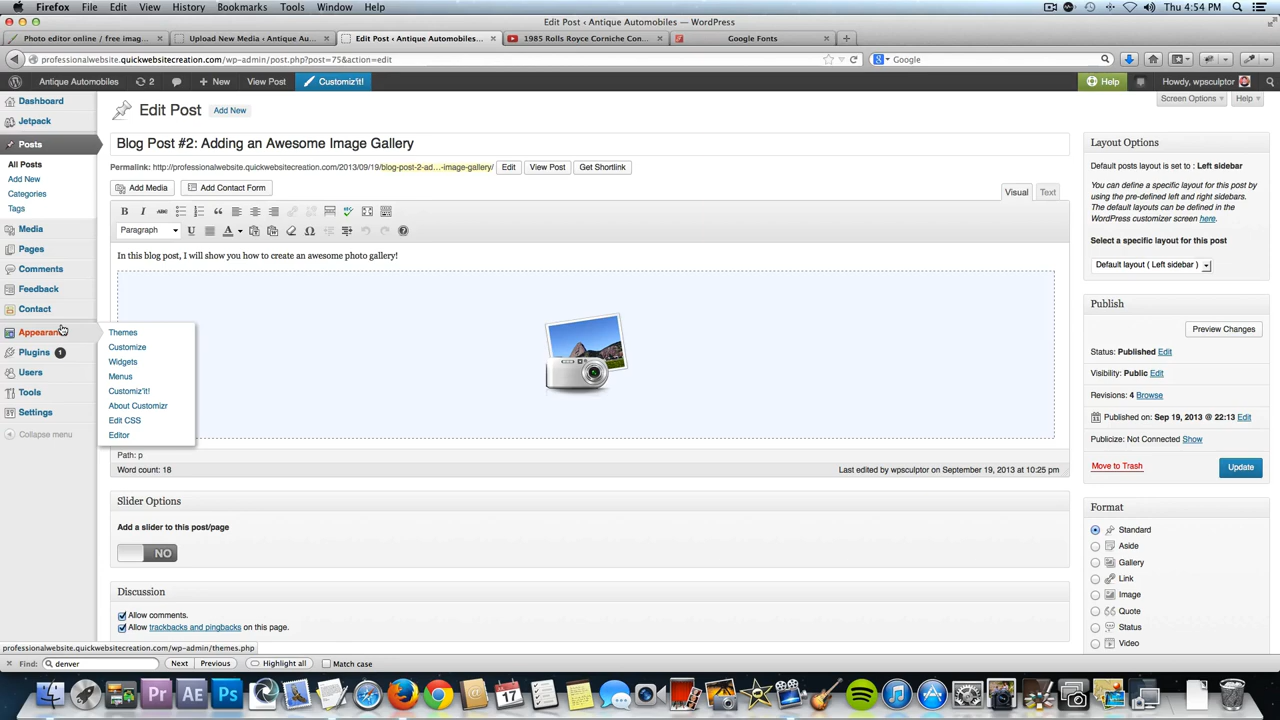 Firefox File Edit View History Bookmarks Tools Window Help Thu 4:54 PM
Edit Post ‹ Antique Automobiles — WordPress
Photo editor online / free imag... Upload New Media ‹ Antique Au... Edit Post ‹ Antique Automobiles... 1985 Rolls Royce Corniche Con... Google Fonts
professionalwebsite.quickwebsitecreation.com/wp-admin/post.php?post=75&action=edit Google
Antique Automobiles 2 + New View Post Customiz'it! Help Howdy, wpsculptor
Screen Options Help
Dashboard
Jetpack
Posts
All Posts
Add New
Categories
Tags
Media
Pages
Comments
Feedback
Contact
Appearan
Plugins 1
Users
Tools
Settings
Collapse menu
Themes
Customize
Widgets
Menus
Customiz'it!
About Customizr
Edit CSS
Editor
Edit Post Add New
Blog Post #2: Adding an Awesome Image Gallery
Permalink: http://professionalwebsite.quickwebsitecreation.com/2013/09/19/blog-post-2-ad...-image-gallery/ Edit View Post Get Shortlink
Add Media Add Contact Form Visual Text
B I ABC
Paragraph U A Ω
In this blog post, I will show you how to create an awesome photo gallery!
Path: p
Word count: 18 Last edited by wpsculptor on September 19, 2013 at 10:25 pm
Slider Options
Add a slider to this post/page
NO
Discussion
Allow comments.
Allow trackbacks and pingbacks on this page.
Layout Options
Default posts layout is set to : Left sidebar
You can define a specific layout for this post by
using the pre-defined left and right sidebars.
The default layouts can be defined in the
WordPress customizer screen here.
Select a specific layout for this post
Default layout ( Left sidebar )
Publish
Preview Changes
Status: Published Edit
Visibility: Public Edit
Revisions: 4 Browse
Published on: Sep 19, 2013 @ 22:13 Edit
Publicize: Not Connected Show
Move to Trash Update
Format
Standard
Aside
Gallery
Link
Image
Quote
Status
Video
professionalwebsite.quickwebsitecreation.com/wp-admin/themes.php
Find: denver Next Previous Highlight all Match case
Pr Ae Ps 17